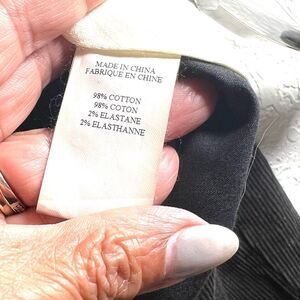 MADE IN CHINA
FABRIQUE EN CHINE
98% COTTON
98% COTON
2% ELASTANE
2% ELASTHANNE